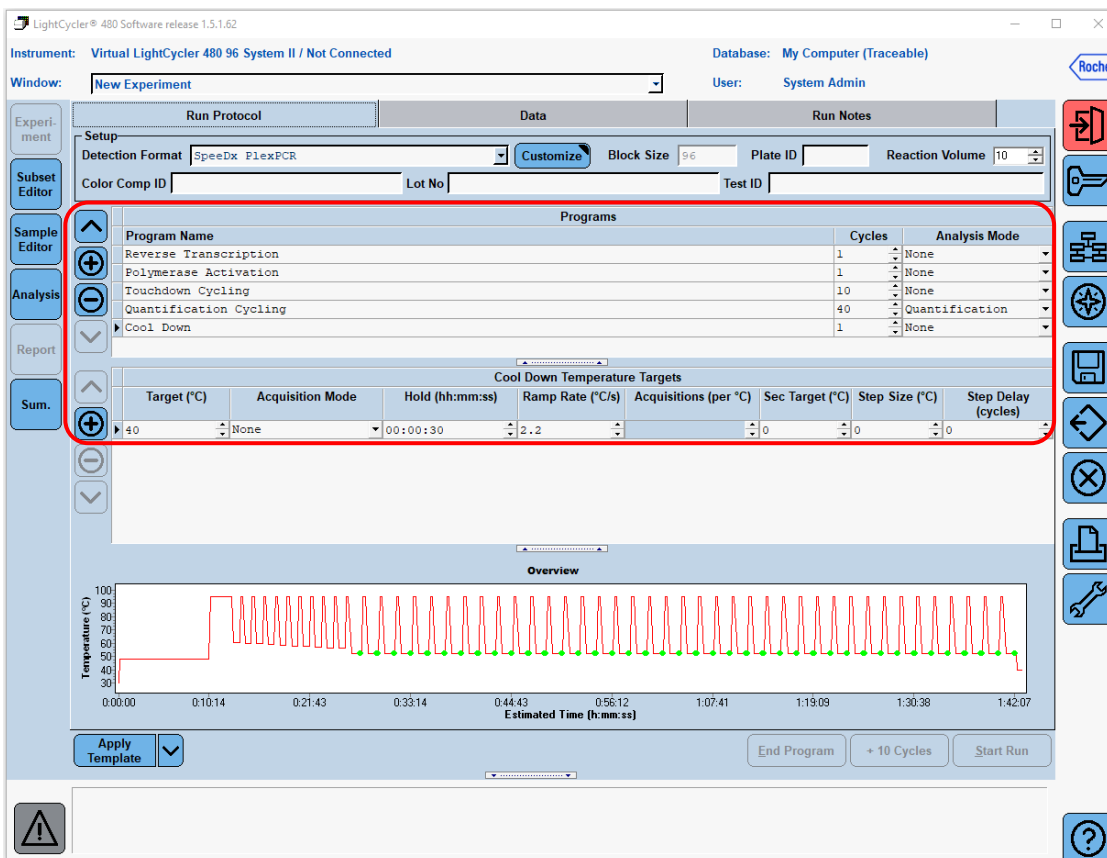 LightCycler® 480 Software release 1.5.1.62
Instrument: Virtual LightCycler 480 96 System II / Not Connected Database: My Computer (Traceable)
Window: New Experiment User: System Admin
Roche
Experi-
ment
Subset
Editor
Sample
Editor
Analysis
Report
Sum.
Run Protocol Data Run Notes
Setup
Detection Format SpeeDx PlexPCR Customize Block Size 96 Plate ID Reaction Volume 10
Color Comp ID Lot No Test ID
Programs
Program Name Cycles Analysis Mode
Reverse Transcription 1 None
Polymerase Activation 1 None
Touchdown Cycling 10 None
Quantification Cycling 40 Quantification
Cool Down 1 None
Cool Down Temperature Targets
Target (°C) Acquisition Mode Hold (hh:mm:ss) Ramp Rate (°C/s) Acquisitions (per °C) Sec Target (°C) Step Size (°C) Step Delay
(cycles)
40 None 00:00:30 2.2 0 0 0
Overview
Temperature (°C)
100
90
80
70
60
50
40
30
0:00:00 0:10:14 0:21:43 0:33:14 0:44:43 0:56:12 1:07:41 1:19:09 1:30:38 1:42:07
Estimated Time (h:mm:ss)
Apply
Template
End Program + 10 Cycles Start Run